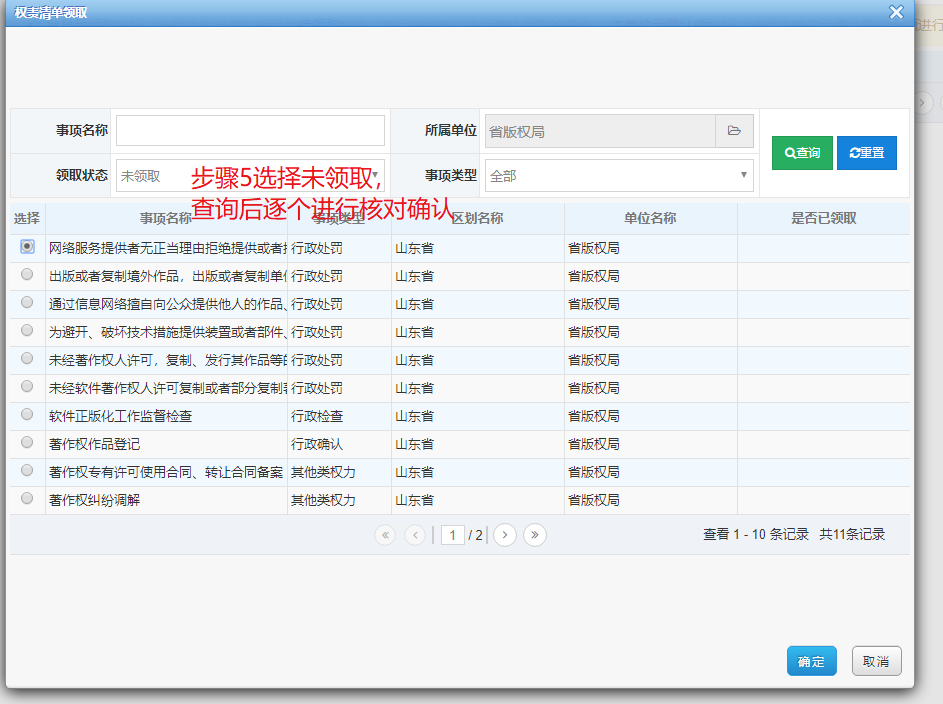 权责清单领取
进行
事项名称
所属单位 省版权局
查询 重置
领取状态 未领取
事项类型 全部
步骤5选择未领取,
查询后逐个进行核对确认
选择 事项名称 事项类型 区划名称 单位名称 是否已领取
网络服务提供者无正当理由拒绝提供或者 行政处罚 山东省 省版权局
出版或者复制境外作品，出版或者复制单 行政处罚 山东省 省版权局
通过信息网络擅自向公众提供他人的作品、 行政处罚 山东省 省版权局
为避开、破坏技术措施提供装置或者部件、 行政处罚 山东省 省版权局
未经著作权人许可，复制、发行其作品等 行政处罚 山东省 省版权局
未经软件著作权人许可复制或者部分复制 行政处罚 山东省 省版权局
软件正版化工作监督检查 行政检查 山东省 省版权局
著作权作品登记 行政确认 山东省 省版权局
著作权专有许可使用合同、转让合同备案 其他类权力 山东省 省版权局
著作权纠纷调解 其他类权力 山东省 省版权局
1 / 2 查看 1 - 10 条记录 共11条记录
确定 取消